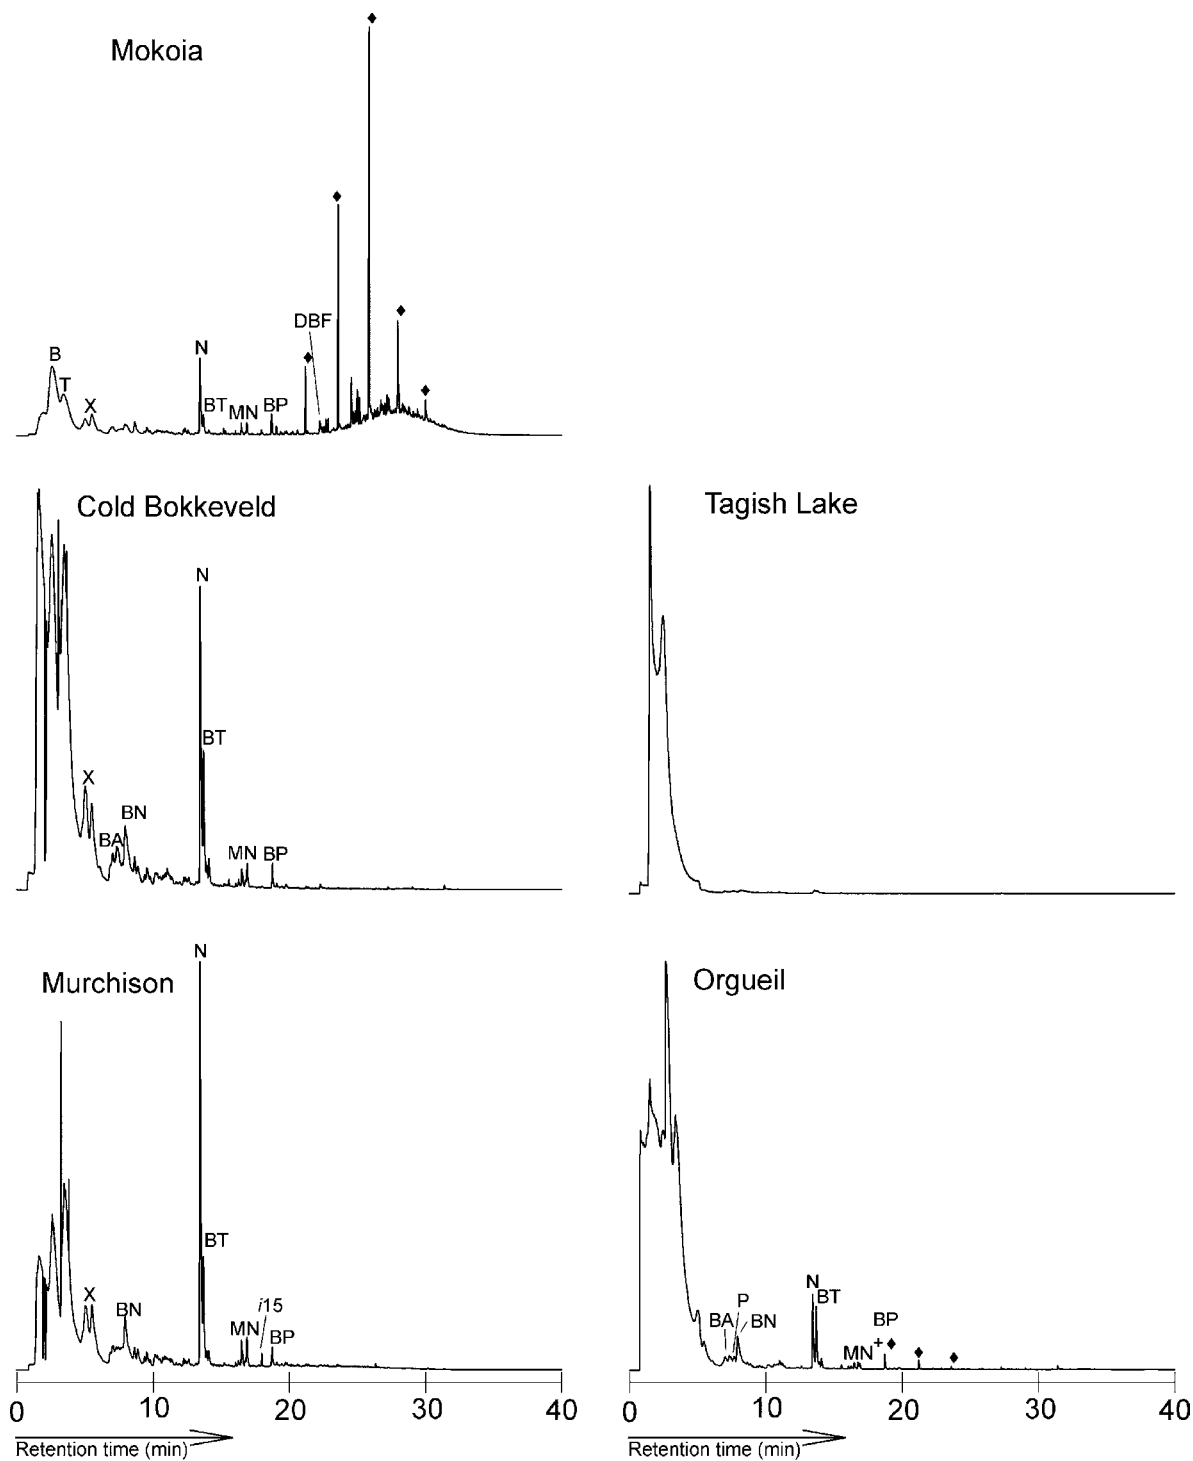 Mokoia
B
T
X
N
BT
MN
BP
DBF
Cold Bokkeveld
N
BT
X
BA
BN
MN
BP
Tagish Lake
Murchison
N
BT
X
BN
MN
i15
BP
0 10 20 30 40
Retention time (min)
Orgueil
BA
P
BN
N
BT
MN
BP
+
0 10 20 30 40
Retention time (min)